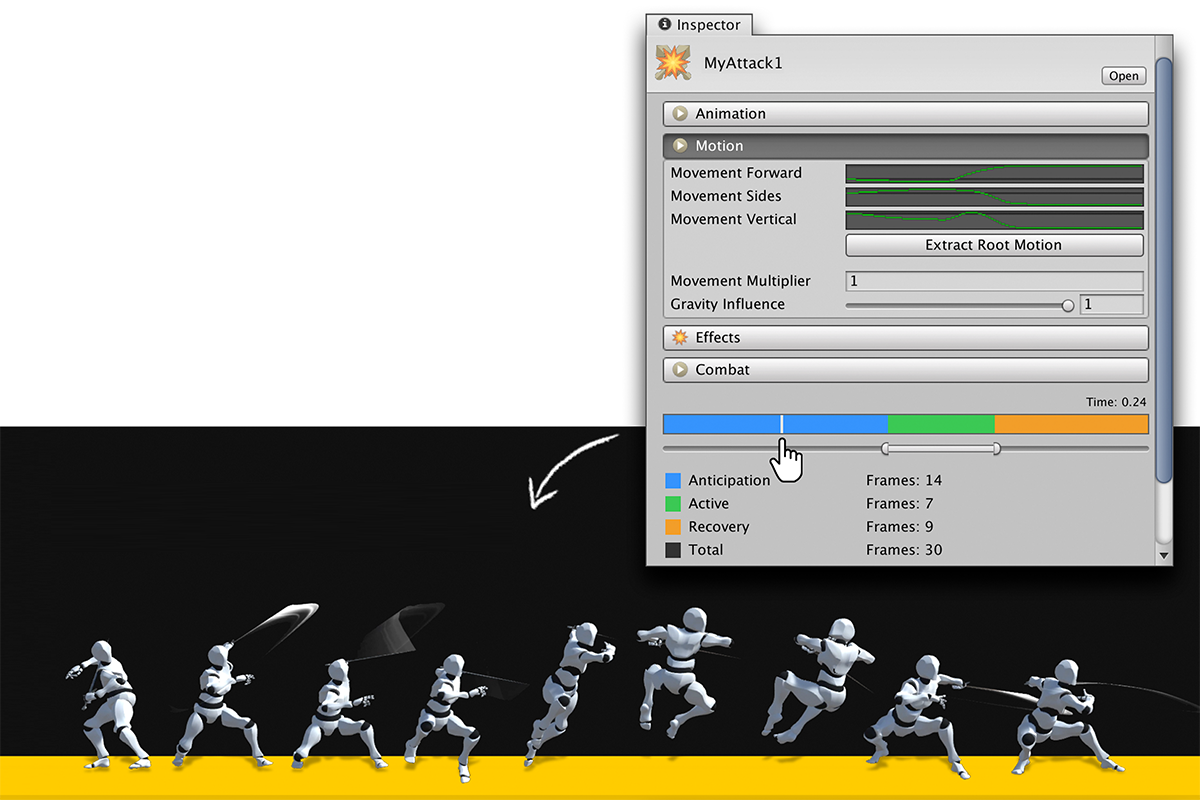 Inspector
MyAttack1
Open
Animation
Motion
Movement Forward
Movement Sides
Movement Vertical
Extract Root Motion
Movement Multiplier 1
Gravity Influence 1
Effects
Combat
Time: 0.24
Anticipation Frames: 14
Active Frames: 7
Recovery Frames: 9
Total Frames: 30